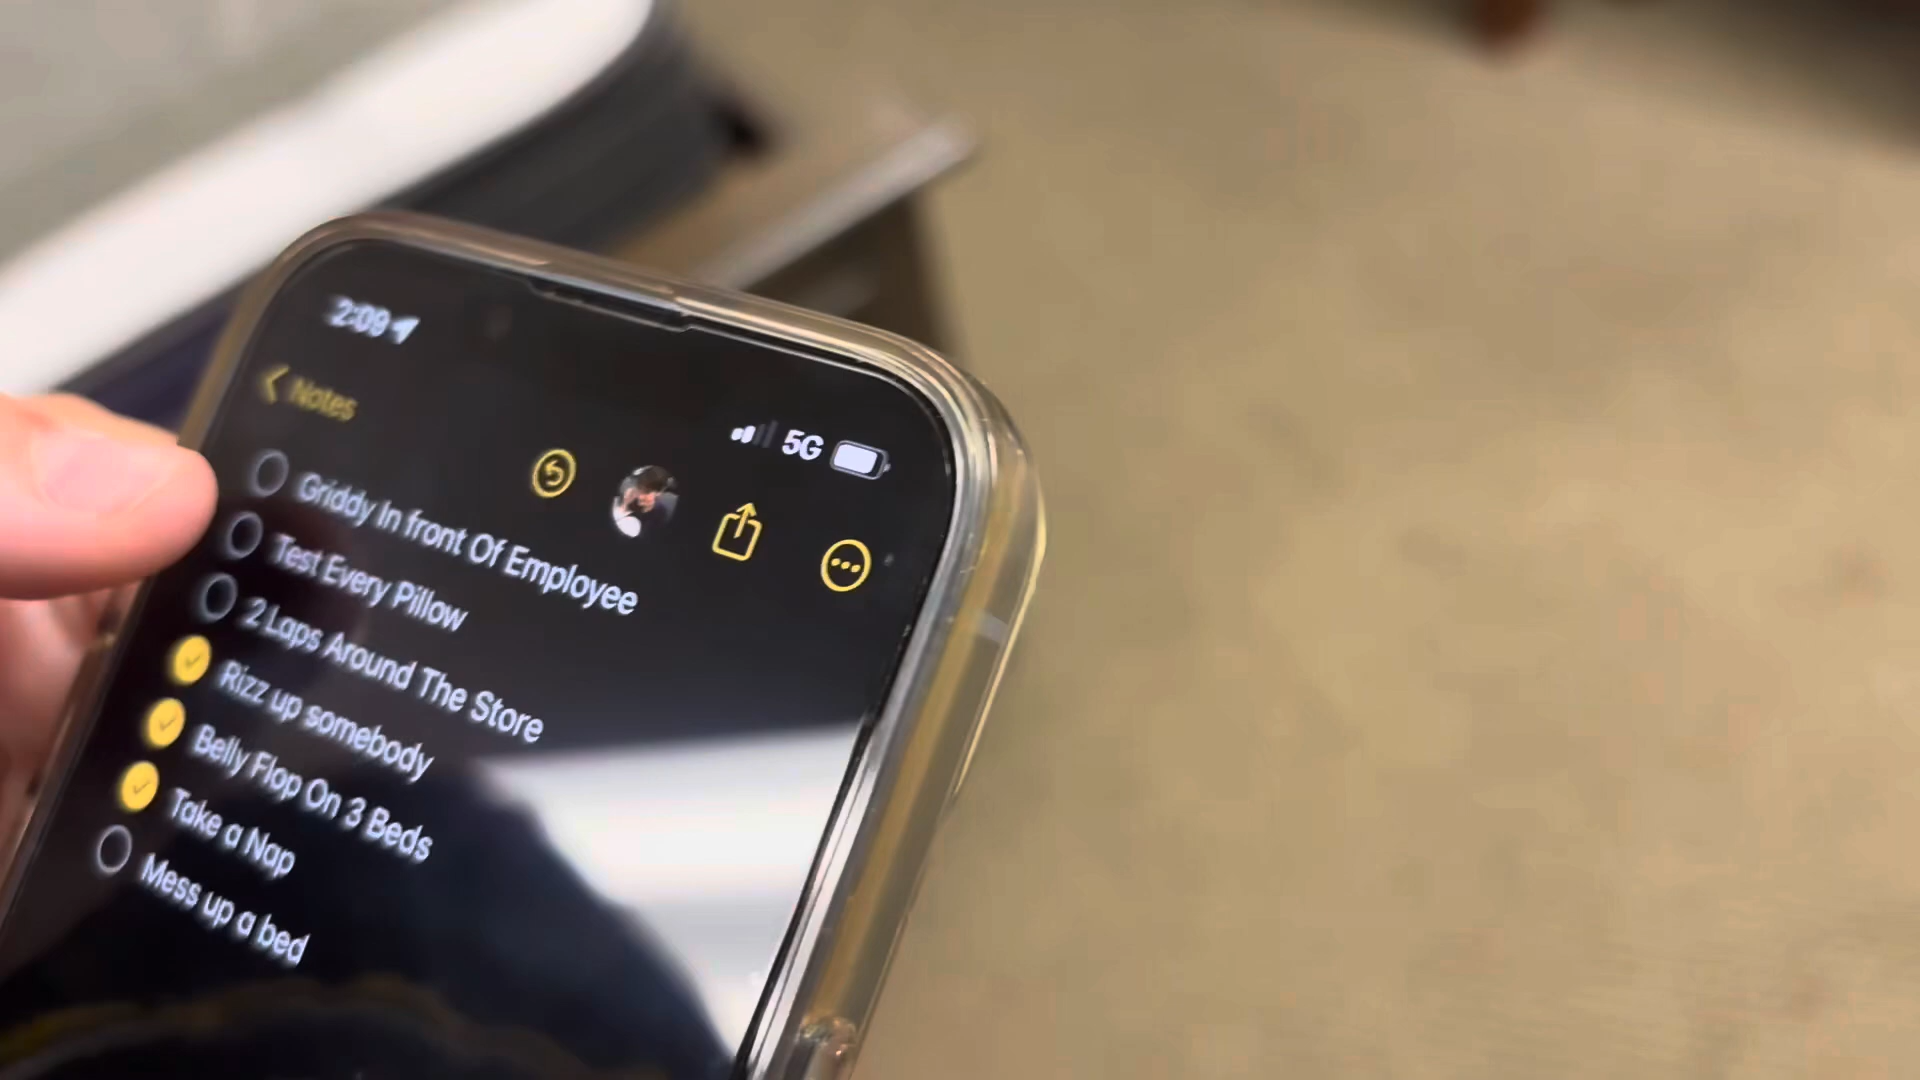 2:09
Notes
5G
Griddy In front Of Employee
Test Every Pillow
2 Laps Around The Store
Rizz up somebody
Belly Flop On 3 Beds
Take a Nap
Mess up a bed